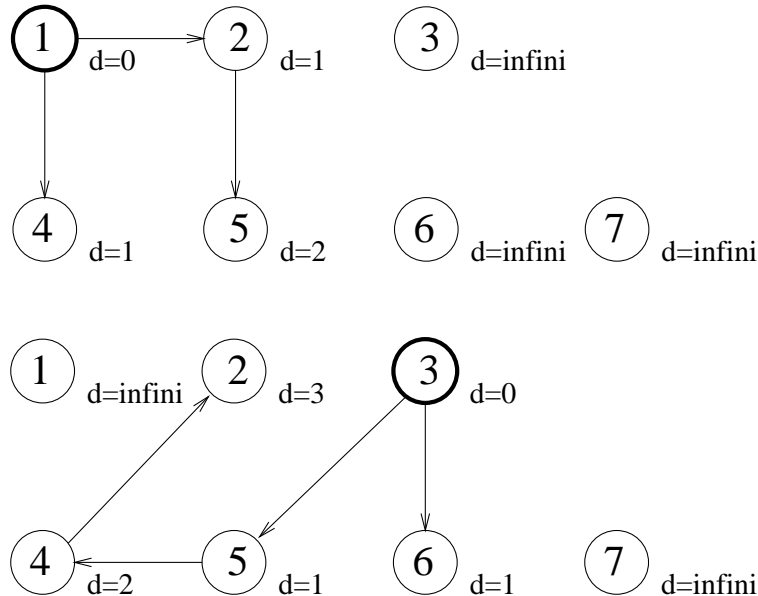 1 2 3
d=0 d=1 d=infini
4 5 6 7
d=1 d=2 d=infini d=infini
1 2 3
d=infini d=3 d=0
4 5 6 7
d=2 d=1 d=1 d=infini